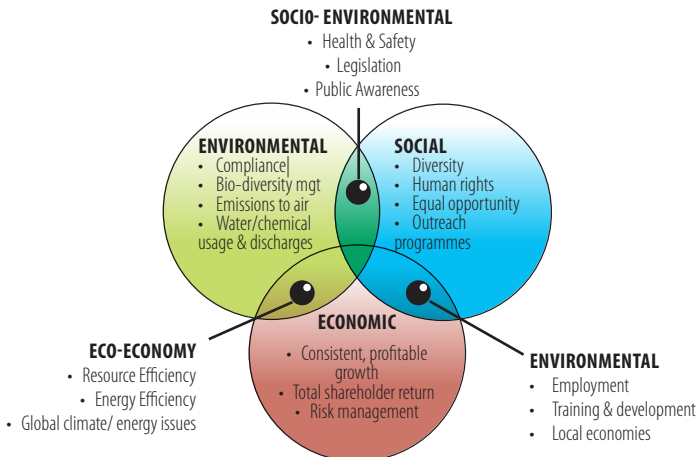 SOCI0- ENVIRONMENTAL
• Health & Safety
• Legislation
• Public Awareness
ENVIRONMENTAL
• Compliance|
• Bio-diversity mgt
• Emissions to air
• Water/chemical
usage & discharges
SOCIAL
• Diversity
• Human rights
• Equal opportunity
• Outreach
programmes
ECONOMIC
• Consistent, profitable
growth
• Total shareholder return
• Risk management
ECO-ECONOMY
• Resource Efficiency
• Energy Efficiency
• Global climate/ energy issues
ENVIRONMENTAL
• Employment
• Training & development
• Local economies